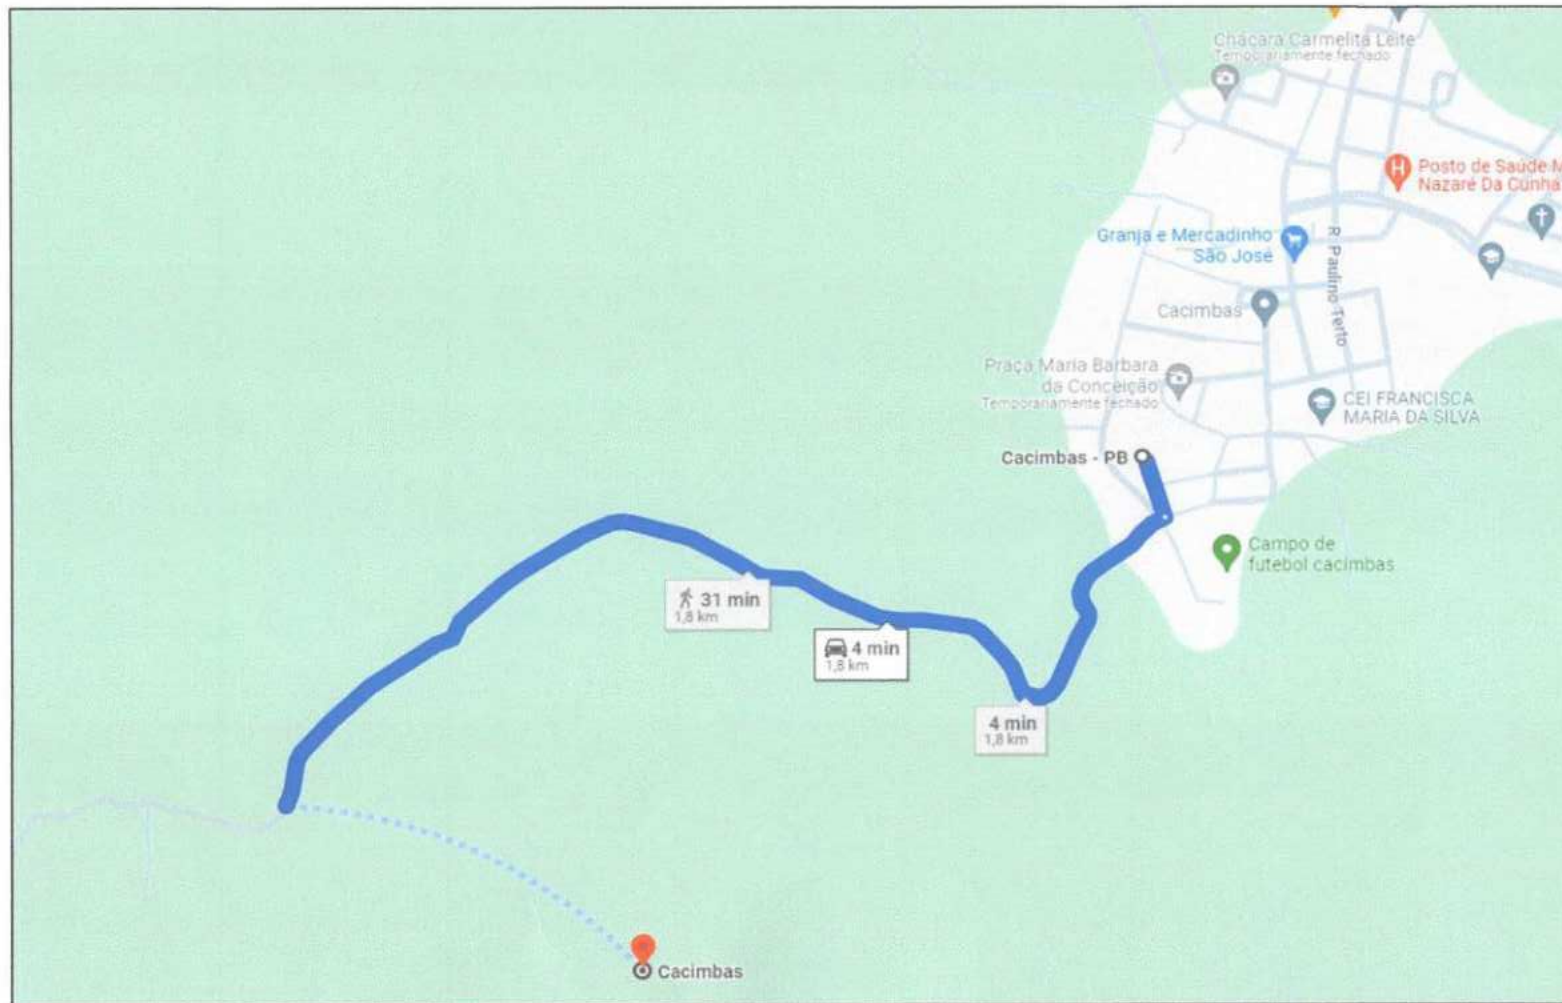 Chácara Carmelita Leite
Temporariamente fechado
Posto de Saúde M
Nazaré Da Cunha
Granja e Mercadinho
São José
R. Paulino Terto
Cacimbas
Praça Maria Barbara
da Conceição
Temporariamente fechado
CEI FRANCISCA
MARIA DA SILVA
Cacimbas - PB
Campo de
futebol cacimbas
31 min
1,8 km
4 min
1,8 km
4 min
1,8 km
Cacimbas